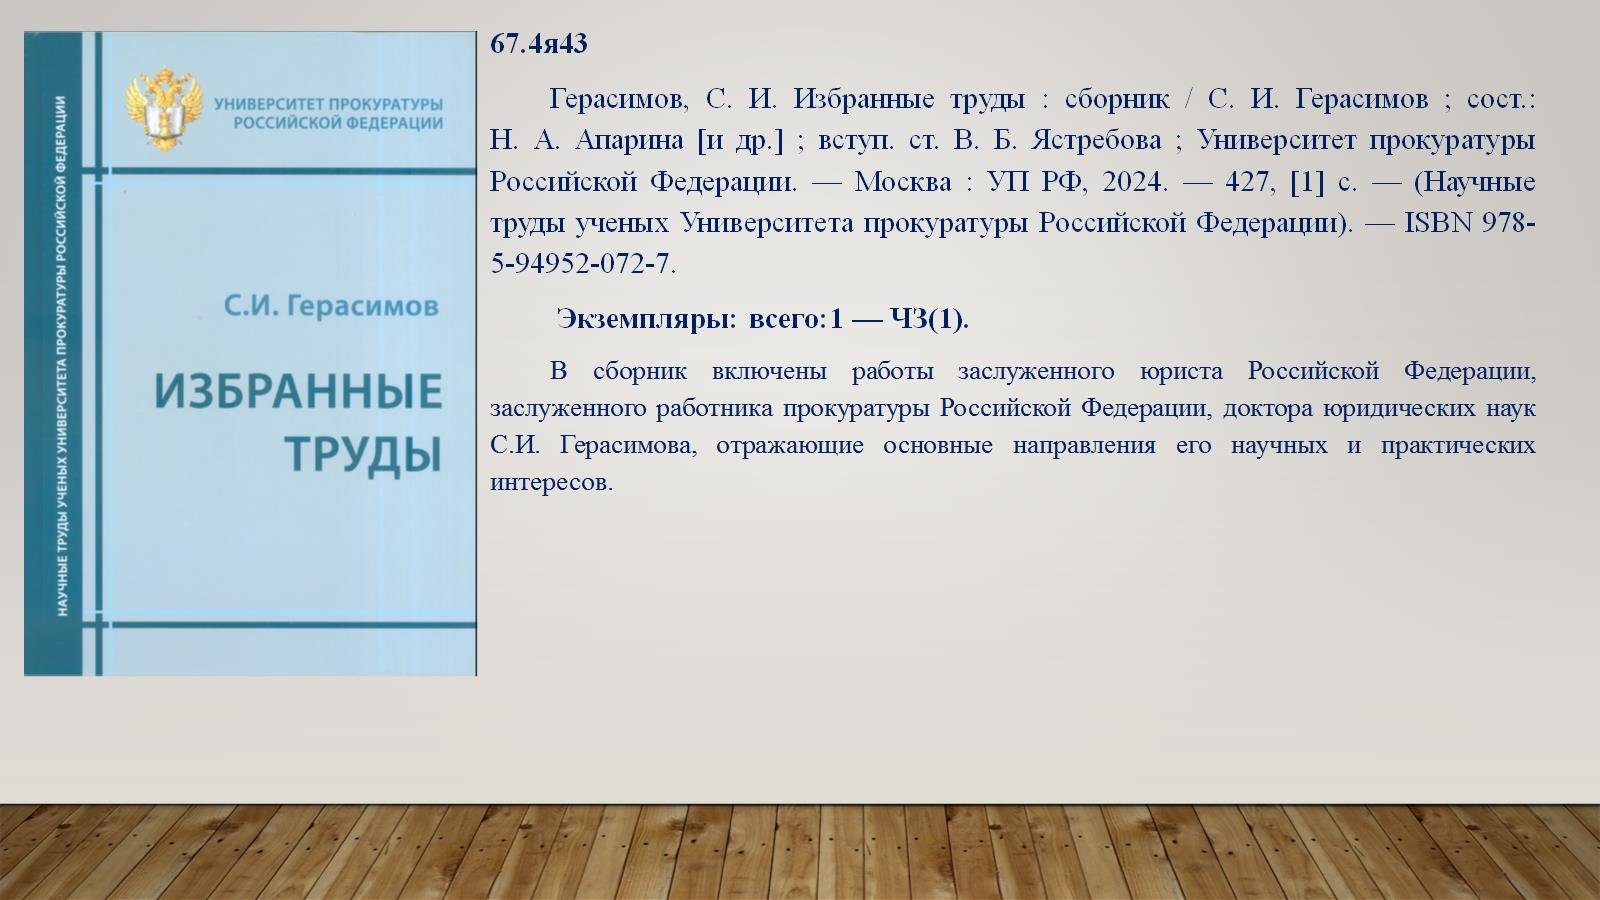 НАУЧНЫЕ ТРУДЫ УЧЕНЫХ УНИВЕРСИТЕТА ПРОКУРАТУРЫ РОССИЙСКОЙ ФЕДЕРАЦИИ
УНИВЕРСИТЕТ ПРОКУРАТУРЫ
РОССИЙСКОЙ ФЕДЕРАЦИИ
С.И. Герасимов
ИЗБРАННЫЕ
ТРУДЫ
67.4я43
Герасимов, С. И. Избранные труды : сборник / С. И. Герасимов ; сост.:
Н. А. Апарина [и др.] ; вступ. ст. В. Б. Ястребова ; Университет прокуратуры
Российской Федерации. — Москва : УП РФ, 2024. — 427, [1] с. — (Научные
труды ученых Университета прокуратуры Российской Федерации). — ISBN 978-
5-94952-072-7.
Экземпляры: всего:1 — ЧЗ(1).
В сборник включены работы заслуженного юриста Российской Федерации,
заслуженного работника прокуратуры Российской Федерации, доктора юридических наук
С.И. Герасимова, отражающие основные направления его научных и практических
интересов.